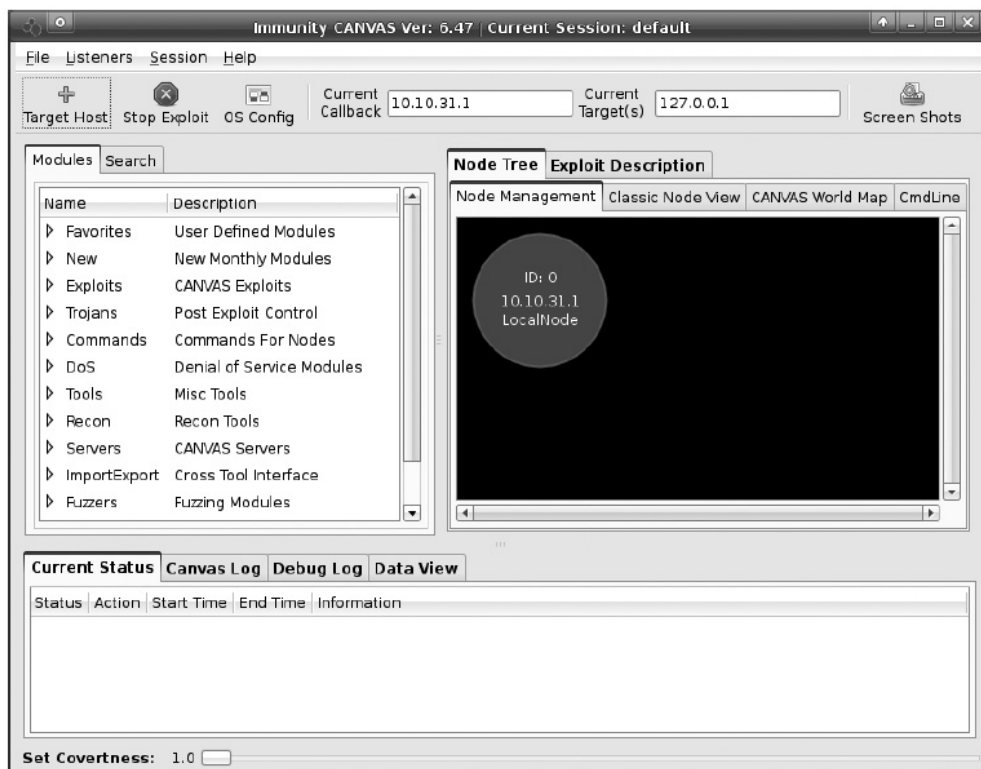 Immunity CANVAS Ver: 6.47 | Current Session: default
File Listeners Session Help
Target Host Stop Exploit OS Config Current Callback 10.10.31.1 Current Target(s) 127.0.0.1 Screen Shots
Modules Search
Name Description
Favorites User Defined Modules
New New Monthly Modules
Exploits CANVAS Exploits
Trojans Post Exploit Control
Commands Commands For Nodes
DoS Denial of Service Modules
Tools Misc Tools
Recon Recon Tools
Servers CANVAS Servers
ImportExport Cross Tool Interface
Fuzzers Fuzzing Modules
Node Tree Exploit Description
Node Management Classic Node View CANVAS World Map CmdLine
ID: 0
10.10.31.1
LocalNode
Current Status Canvas Log Debug Log Data View
Status Action Start Time End Time Information
Set Covertness: 1.0